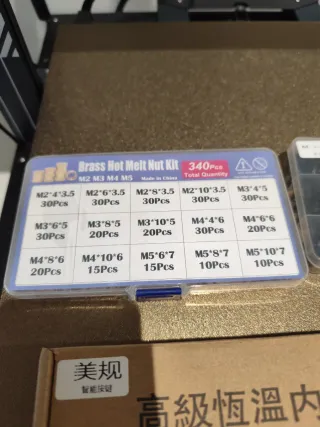 Brass Hot Melt Nut Kit
340Pcs
M2 M3 M4 M5
Made in China
Total Quantity
M2*4*3.5 M2*6*3.5 M2*8*3.5 M2*10*3.5 M3*4*5
30Pcs 30Pcs 30Pcs 30Pcs 30Pcs
M3*6*5 M3*8*5 M3*10*5 M4*4*6 M4*6*6
30Pcs 20Pcs 20Pcs 30Pcs 20Pcs
M4*8*6 M4*10*6 M5*6*7 M5*8*7 M5*10*7
20Pcs 15Pcs 15Pcs 10Pcs 10Pcs
美规
高級恆溫内